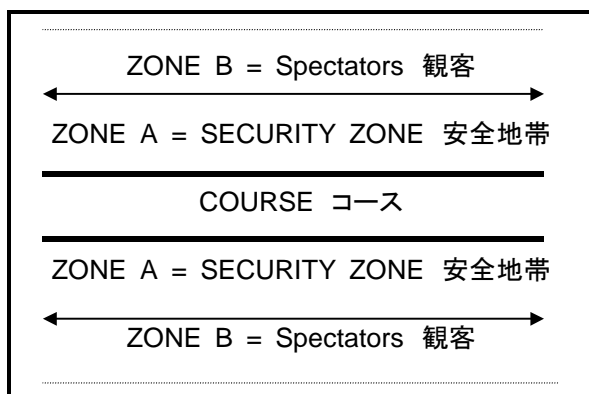 ZONE B = Spectators 観客
ZONE A = SECURITY ZONE 安全地帯
COURSE コース
ZONE A = SECURITY ZONE 安全地帯
ZONE B = Spectators 観客